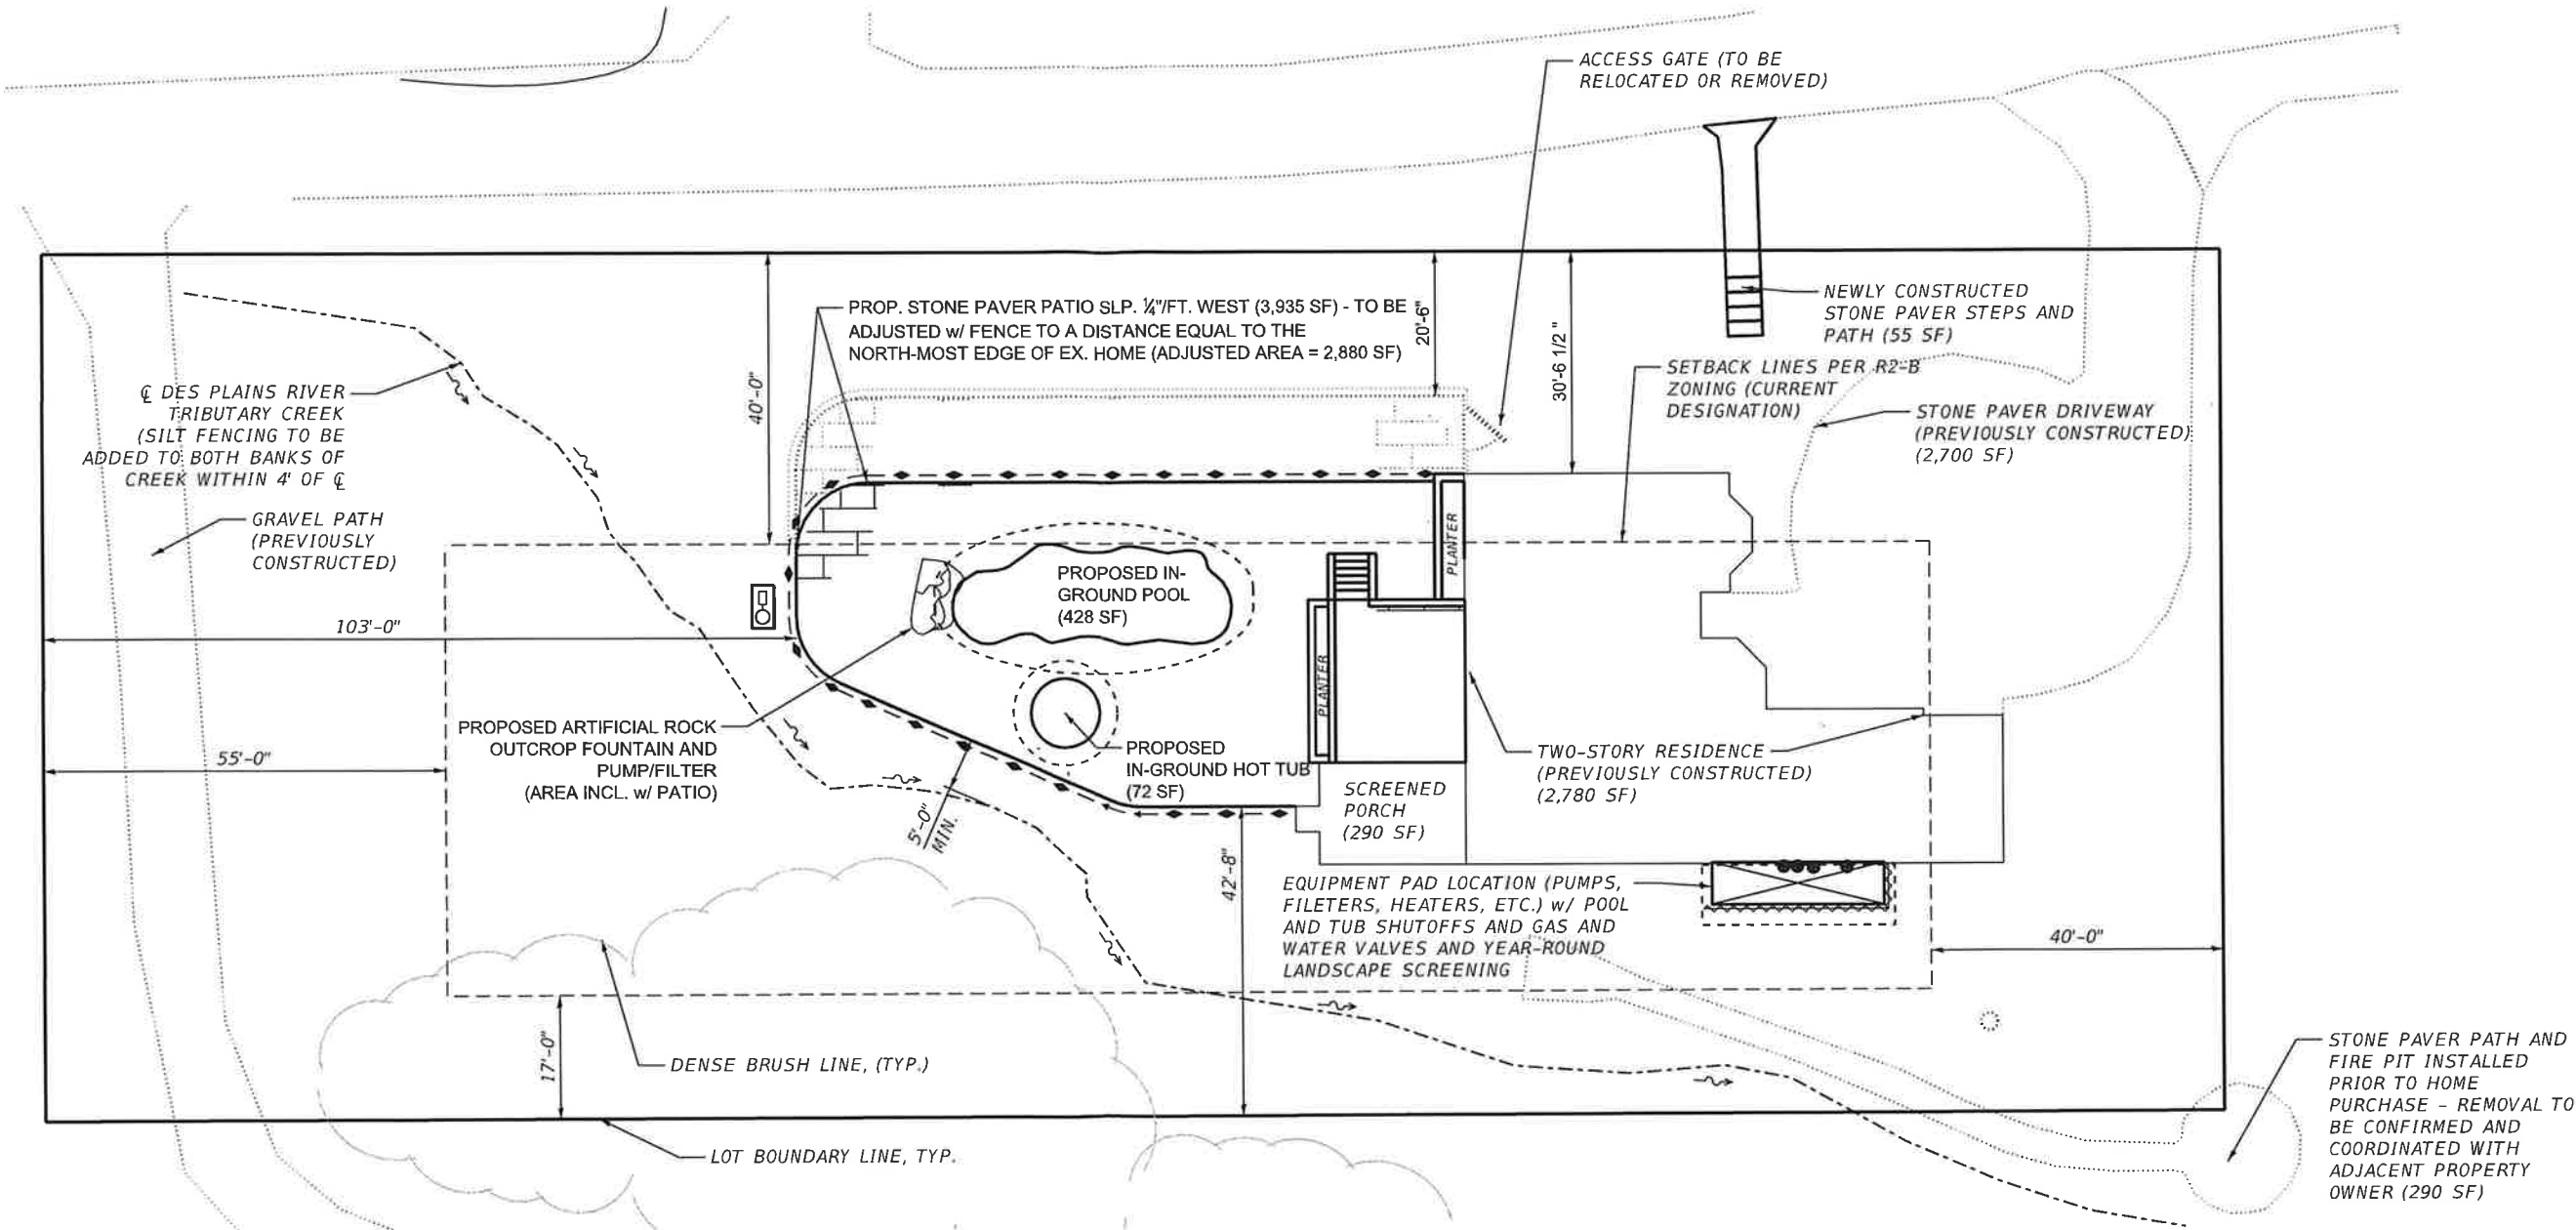 ACCESS GATE (TO BE
RELOCATED OR REMOVED)
PROP. STONE PAVER PATIO SLP. ¼"/FT. WEST (3,935 SF) - TO BE
ADJUSTED w/ FENCE TO A DISTANCE EQUAL TO THE
NORTH-MOST EDGE OF EX. HOME (ADJUSTED AREA = 2,880 SF)
40'-0"
20'-6"
30'-6 1/2"
NEWLY CONSTRUCTED
STONE PAVER STEPS AND
PATH (55 SF)
SETBACK LINES PER R2-B
ZONING (CURRENT
DESIGNATION)
STONE PAVER DRIVEWAY
(PREVIOUSLY CONSTRUCTED)
(2,700 SF)
℄ DES PLAINS RIVER
TRIBUTARY CREEK
(SILT FENCING TO BE
ADDED TO BOTH BANKS OF
CREEK WITHIN 4' OF ℄
GRAVEL PATH
(PREVIOUSLY
CONSTRUCTED)
PLANTER
PROPOSED IN-
GROUND POOL
(428 SF)
103'-0"
PLANTER
PROPOSED ARTIFICIAL ROCK
OUTCROP FOUNTAIN AND
PUMP/FILTER
(AREA INCL. w/ PATIO)
55'-0"
PROPOSED
IN-GROUND HOT TUB
(72 SF)
TWO-STORY RESIDENCE
(PREVIOUSLY CONSTRUCTED)
(2,780 SF)
SCREENED
PORCH
(290 SF)
5'-0"
MIN.
42'-8"
EQUIPMENT PAD LOCATION (PUMPS,
FILETERS, HEATERS, ETC.) w/ POOL
AND TUB SHUTOFFS AND GAS AND
WATER VALVES AND YEAR-ROUND
LANDSCAPE SCREENING
40'-0"
17'-0"
DENSE BRUSH LINE, (TYP.)
LOT BOUNDARY LINE, TYP.
STONE PAVER PATH AND
FIRE PIT INSTALLED
PRIOR TO HOME
PURCHASE - REMOVAL TO
BE CONFIRMED AND
COORDINATED WITH
ADJACENT PROPERTY
OWNER (290 SF)